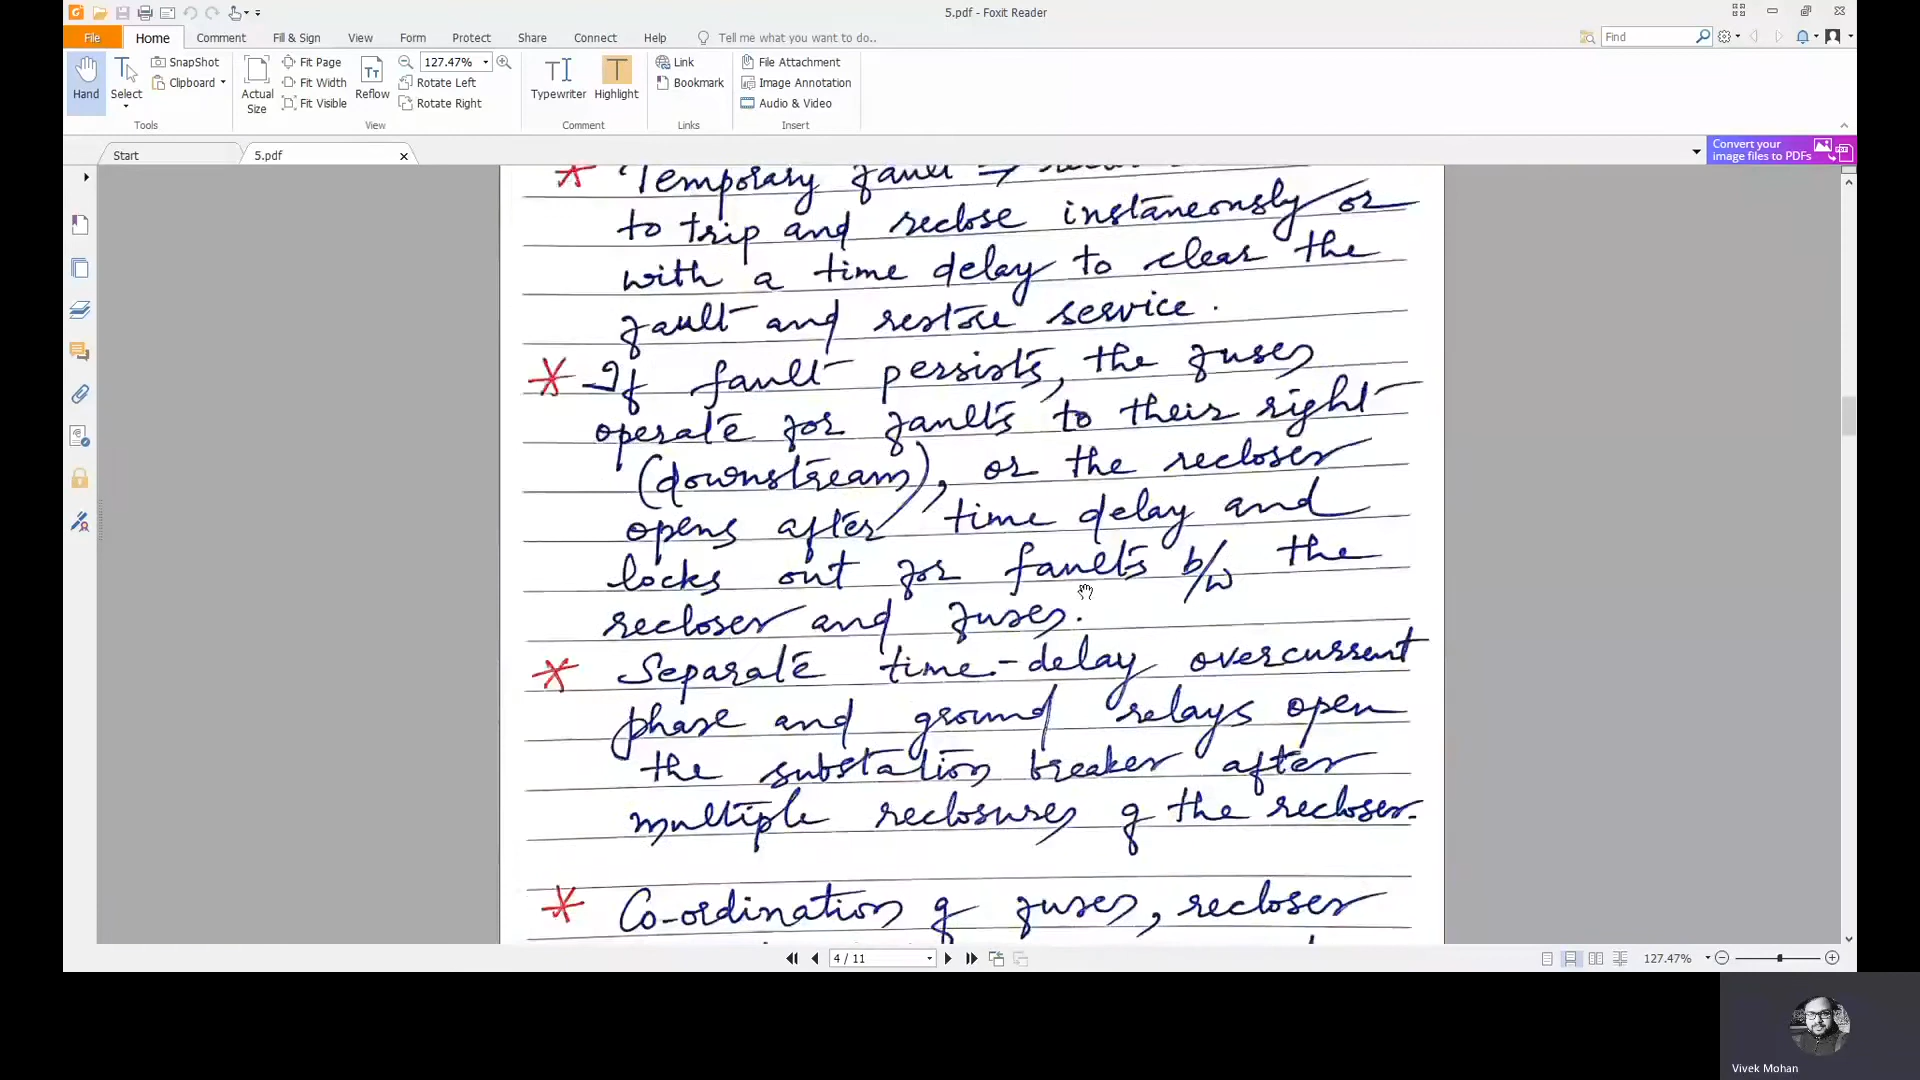 5.pdf - Foxit Reader
File Home Comment Fill & Sign View Form Protect Share Connect Help Tell me what you want to do.. Find
Hand Select SnapShot Clipboard Actual Size Fit Page Fit Width Fit Visible Reflow 127.47% Rotate Left Rotate Right Typewriter Highlight Link Bookmark File Attachment Image Annotation Audio & Video
Tools View Comment Links Insert
Start 5.pdf
Convert your
image files to PDFs
* Temporary fault →
to trip and reclose instaneously or
with a time delay to clear the
fault and restore service.
* If fault persists, the fuses
operate for faults to their right
(downstream), or the recloser
opens after time delay and
locks out for faults b/w the
recloser and fuses.
* Separate time-delay overcurrent
phase and ground relays open
the substation breaker after
multiple reclosures of the recloser.
* Co-ordination of fuses, recloser
4 / 11 127.47%
Vivek Mohan